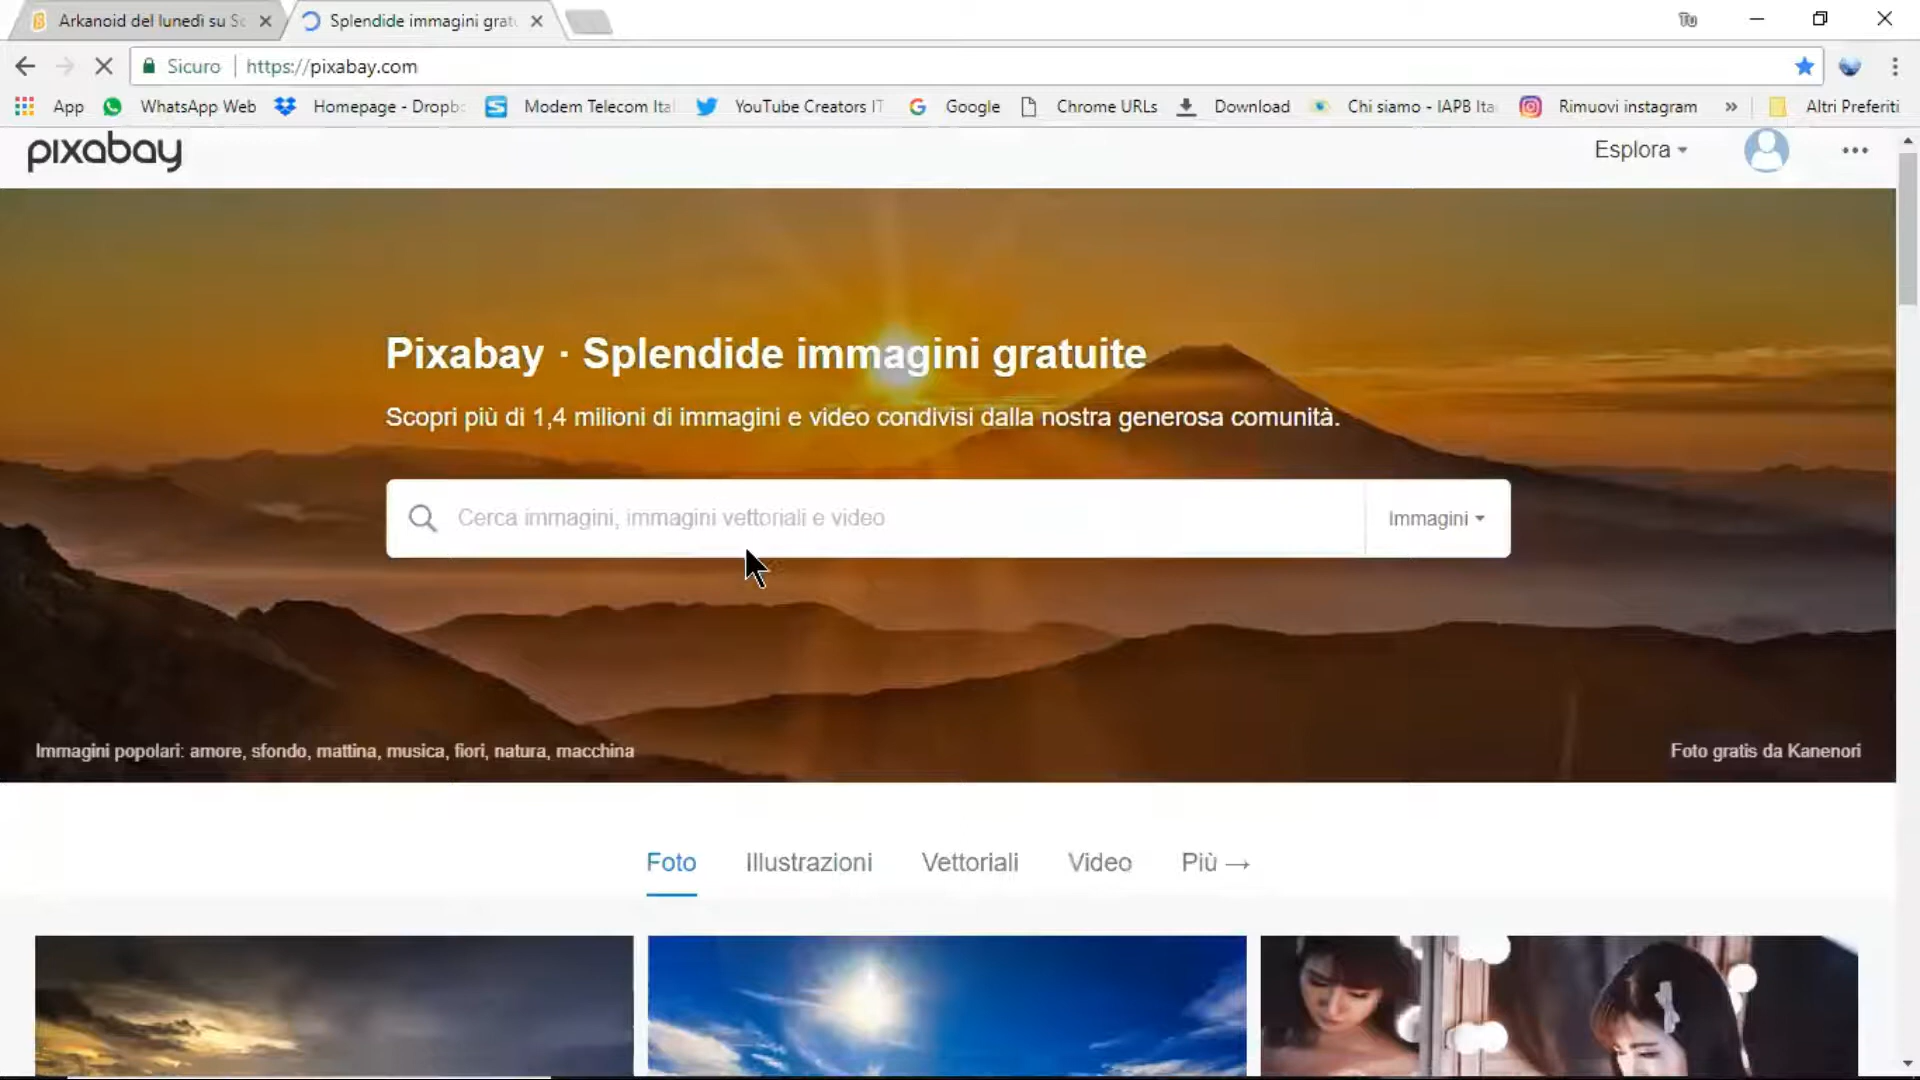 Arkanoid del lunedì su Sc
Splendide immagini grat
Tu
Sicuro
https://pixabay.com
App
WhatsApp Web
Homepage - Dropb
Modem Telecom Ita
YouTube Creators IT
Google
Chrome URLs
Download
Chi siamo - IAPB Ita
Rimuovi instagram
»
Altri Preferiti
pixabay
Esplora
Pixabay · Splendide immagini gratuite
Scopri più di 1,4 milioni di immagini e video condivisi dalla nostra generosa comunità.
Cerca immagini, immagini vettoriali e video
Immagini
Immagini popolari: amore, sfondo, mattina, musica, fiori, natura, macchina
Foto gratis da Kanenori
Foto
Illustrazioni
Vettoriali
Video
Più →